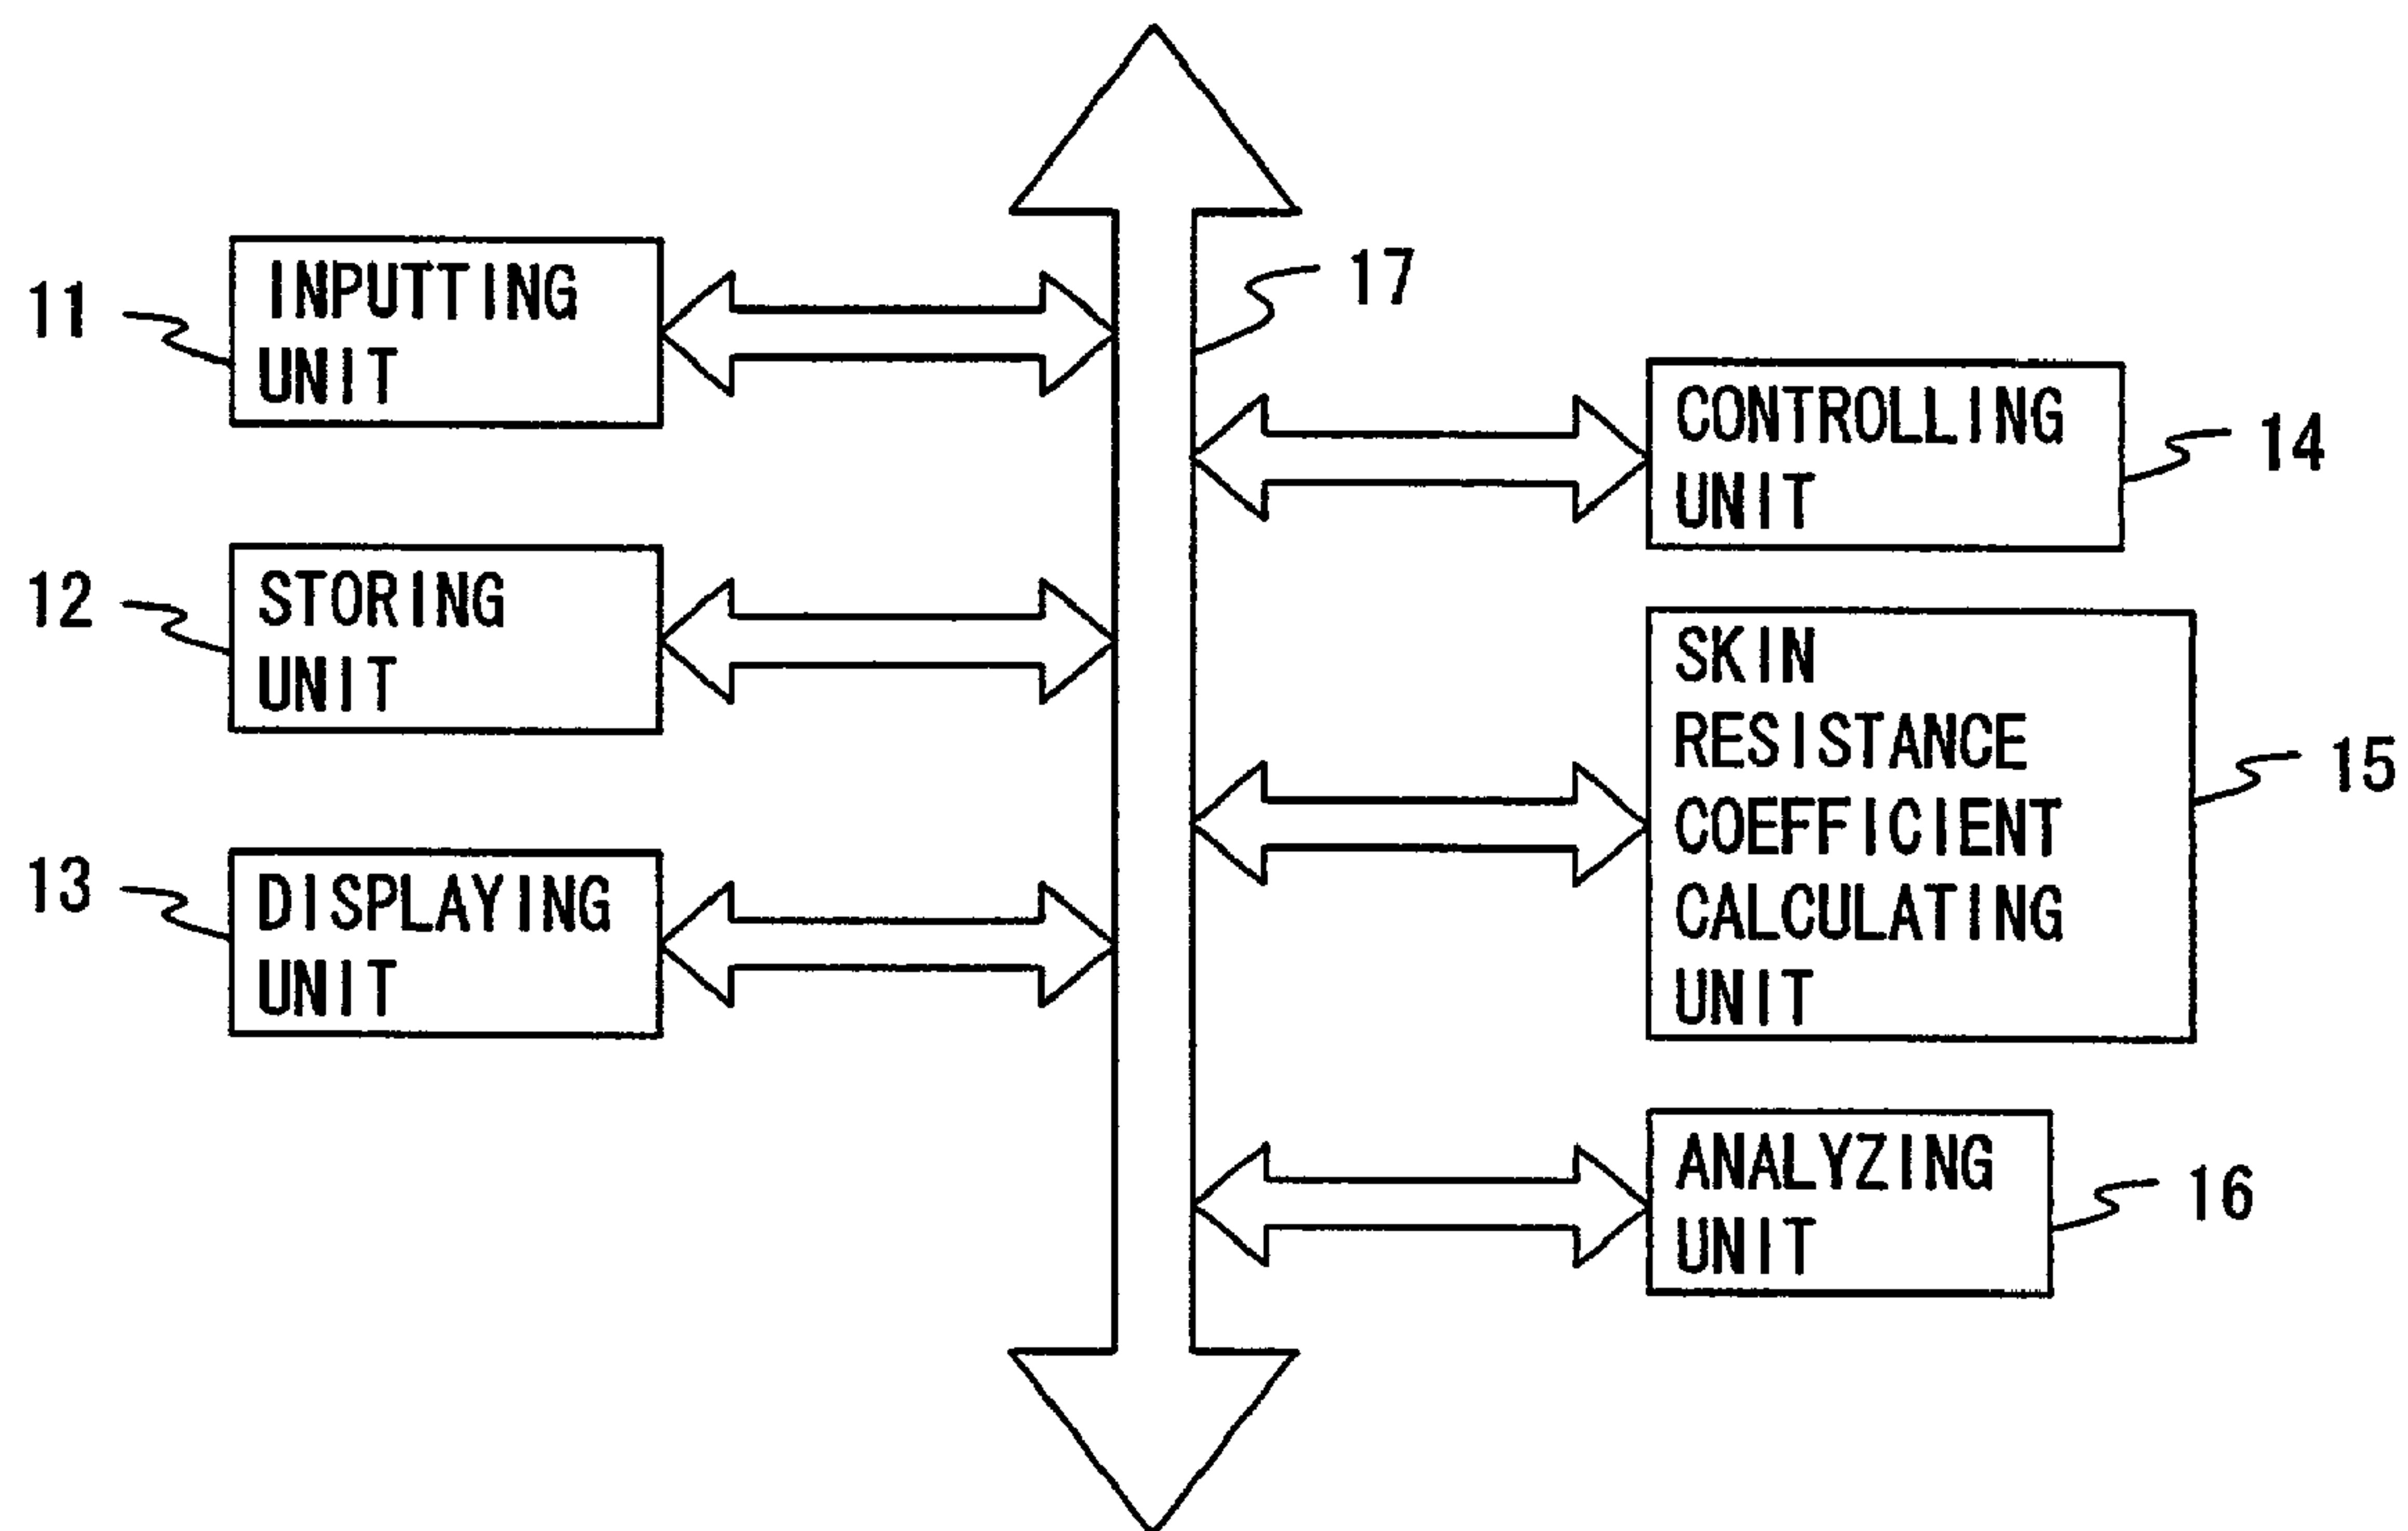 11
INPUTTING
UNIT
12
STORING
UNIT
13
DISPLAYING
UNIT
17
CONTROLLING
UNIT
14
SKIN
RESISTANCE
COEFFICIENT
CALCULATING
UNIT
15
ANALYZING
UNIT
16